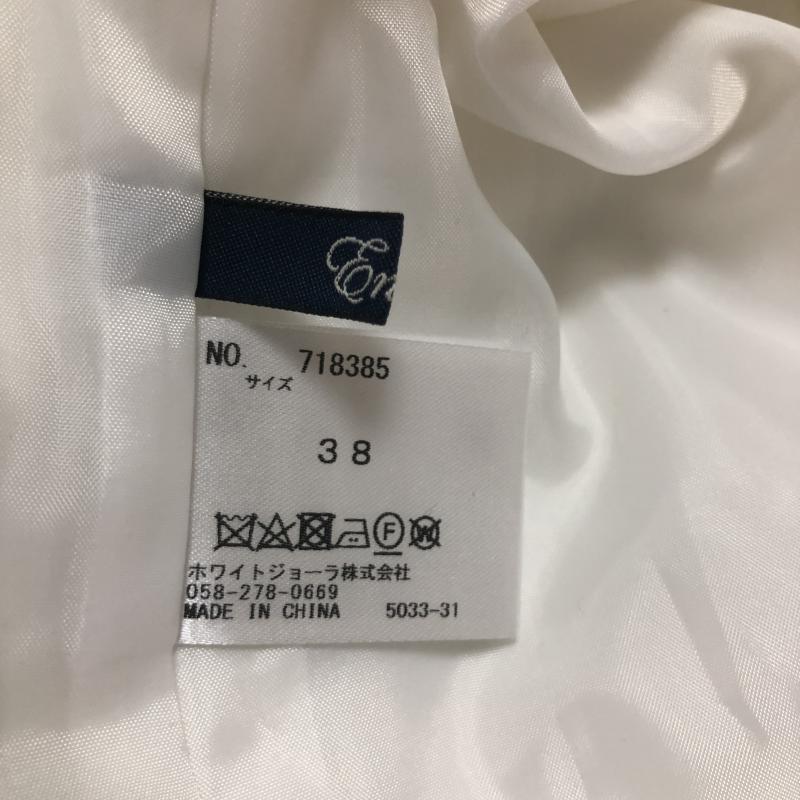 En
NO. 718385
サイズ
38
F W
ホワイトジョーラ株式会社
058-278-0669
MADE IN CHINA 5033-31